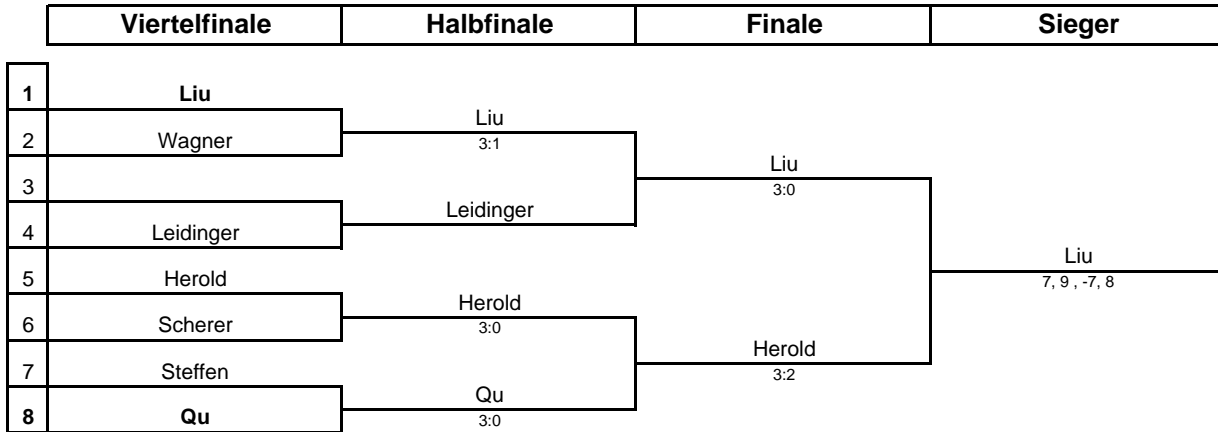 Viertelfinale Halbfinale Finale Sieger
1 Liu
Liu
2 Wagner
3:1
Liu
3
3:0
Leidinger
4 Leidinger
Liu
5 Herold
7, 9 , -7, 8
Herold
6 Scherer
3:0
Herold
7 Steffen
3:2
Qu
8 Qu
3:0